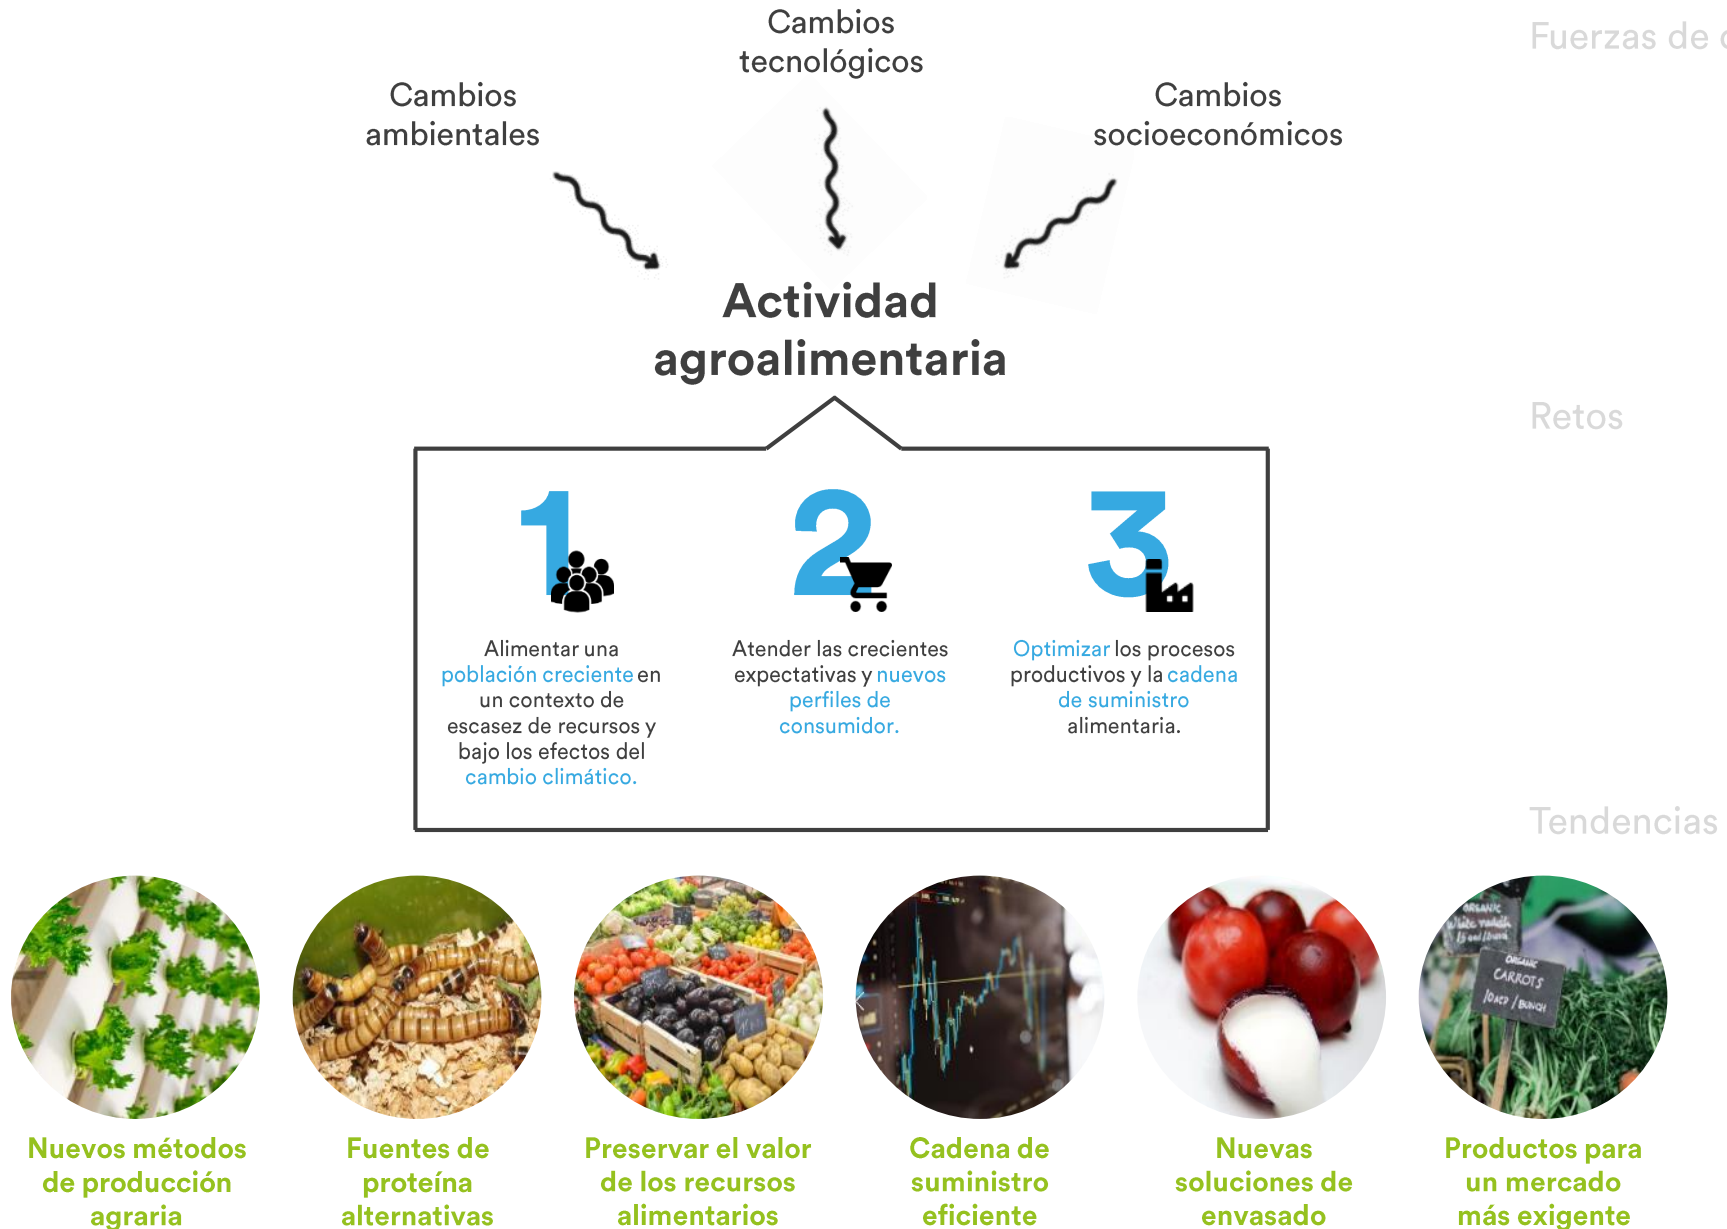 Cambios
tecnológicos
Fuerzas de
Cambios
ambientales
Cambios
socioeconómicos
Actividad
agroalimentaria
Retos
1
Alimentar una
población creciente en
un contexto de
escasez de recursos y
bajo los efectos del
cambio climático.
2
Atender las crecientes
expectativas y nuevos
perfiles de
consumidor.
3
Optimizar los procesos
productivos y la cadena
de suministro
alimentaria.
Tendencias
ORGANIC
ORGANIC
CARROTS
/BUNCH
Nuevos métodos
de producción
agraria
Fuentes de
proteína
alternativas
Preservar el valor
de los recursos
alimentarios
Cadena de
suministro
eficiente
Nuevas
soluciones de
envasado
Productos para
un mercado
más exigente